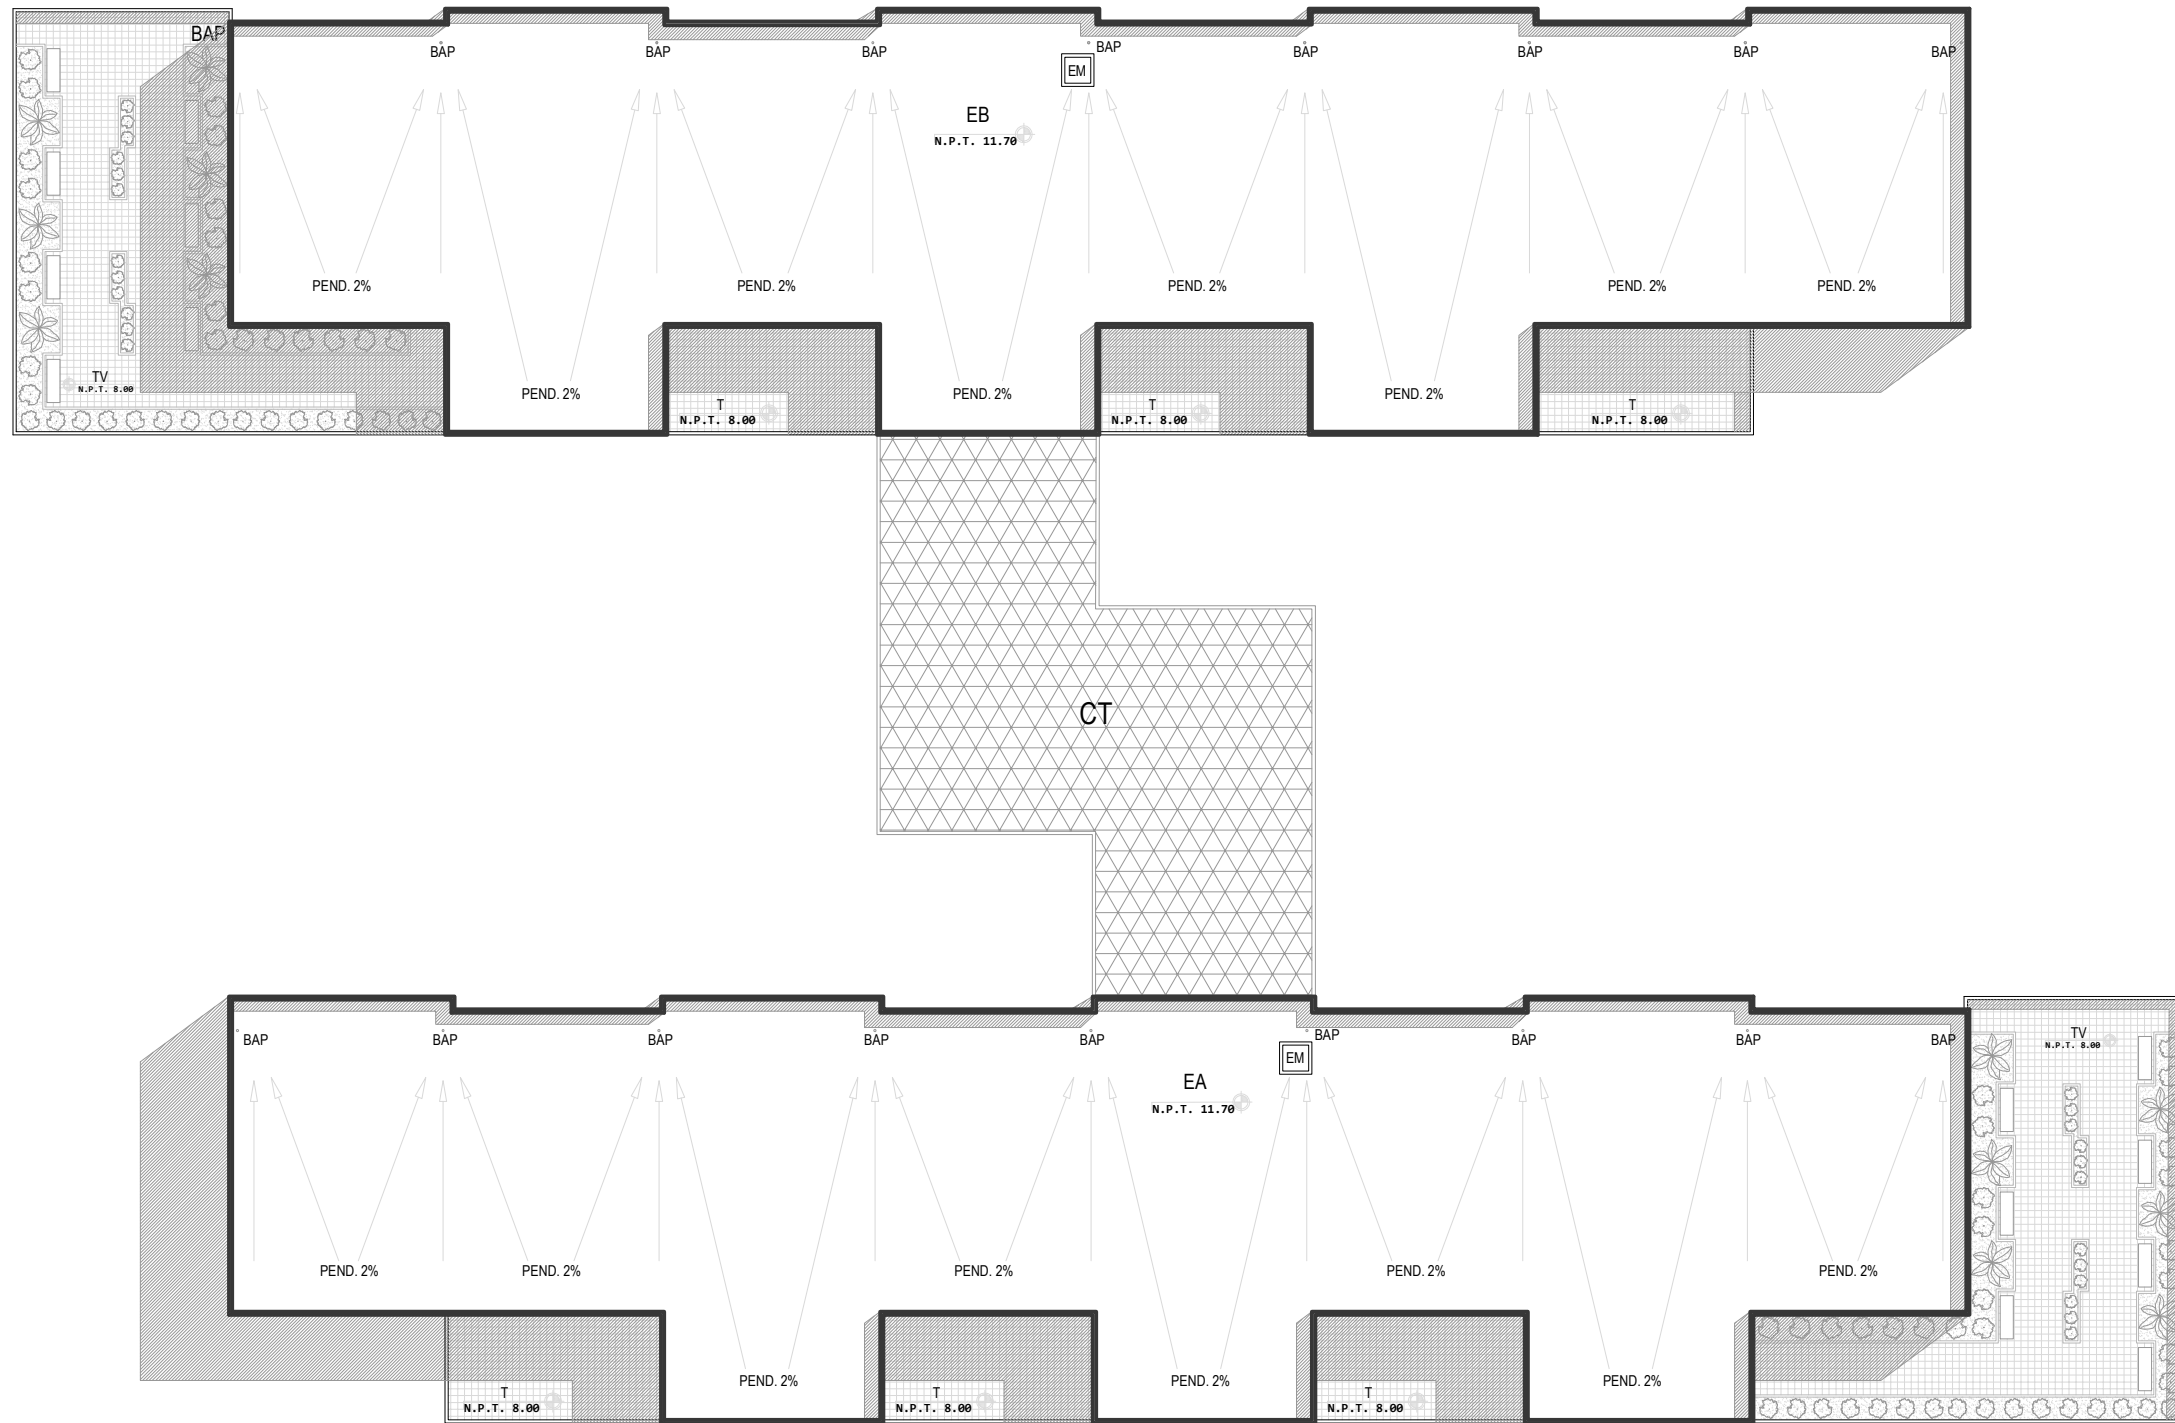 BAP
BAP
BAP
BAP
BAP
BAP
BAP
BAP
BAP
EM
EB
N.P.T. 11.70
PEND. 2%
PEND. 2%
PEND. 2%
PEND. 2%
PEND. 2%
TV
N.P.T. 8.00
PEND. 2%
PEND. 2%
PEND. 2%
T
N.P.T. 8.00
T
N.P.T. 8.00
T
N.P.T. 8.00
CT
BAP
BAP
BAP
BAP
BAP
BAP
BAP
BAP
BAP
TV
N.P.T. 8.00
EM
EA
N.P.T. 11.70
PEND. 2%
PEND. 2%
PEND. 2%
PEND. 2%
PEND. 2%
PEND. 2%
PEND. 2%
PEND. 2%
T
N.P.T. 8.00
T
N.P.T. 8.00
T
N.P.T. 8.00